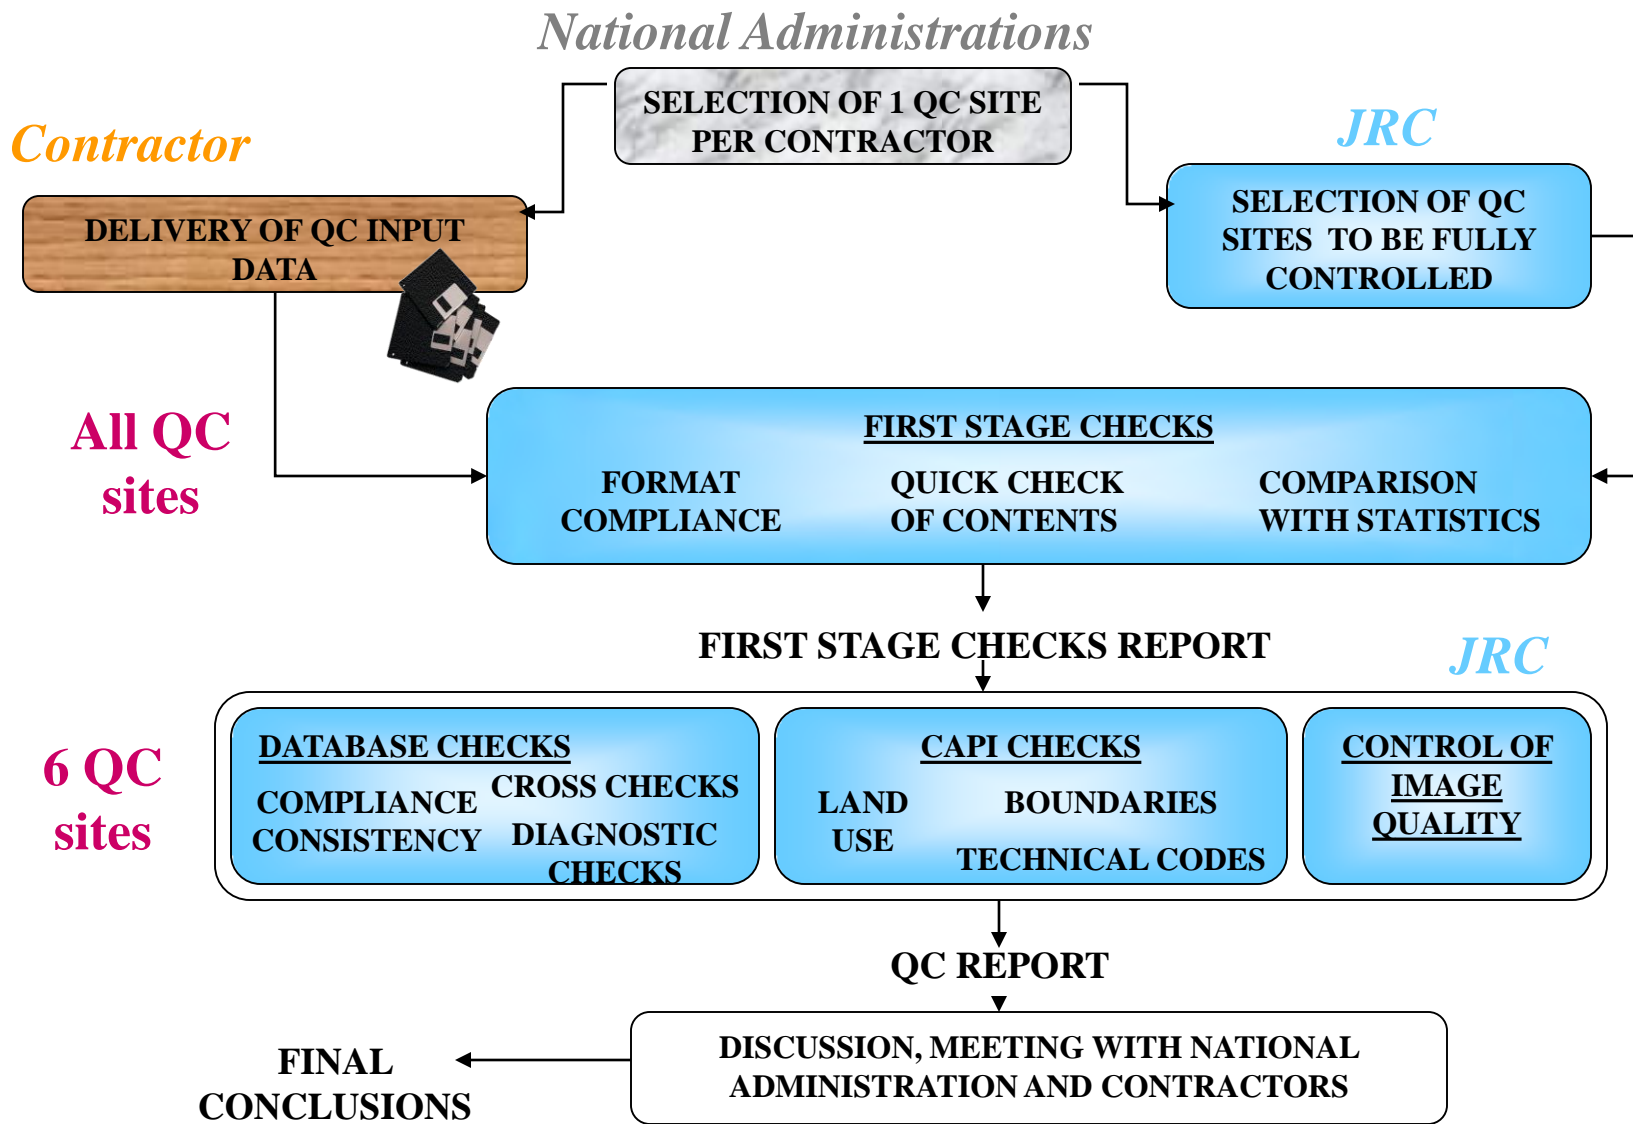 National Administrations
SELECTION OF 1 QC SITE
PER CONTRACTOR
Contractor
JRC
DELIVERY OF QC INPUT
DATA
SELECTION OF QC
SITES TO BE FULLY
CONTROLLED
All QC
sites
FIRST STAGE CHECKS
FORMAT
COMPLIANCE
QUICK CHECK
OF CONTENTS
COMPARISON
WITH STATISTICS
FIRST STAGE CHECKS REPORT
JRC
6 QC
sites
DATABASE CHECKS
COMPLIANCE
CONSISTENCY
CROSS CHECKS
DIAGNOSTIC
CHECKS
CAPI CHECKS
LAND
USE
BOUNDARIES
TECHNICAL CODES
CONTROL OF
IMAGE
QUALITY
QC REPORT
DISCUSSION, MEETING WITH NATIONAL
ADMINISTRATION AND CONTRACTORS
FINAL
CONCLUSIONS